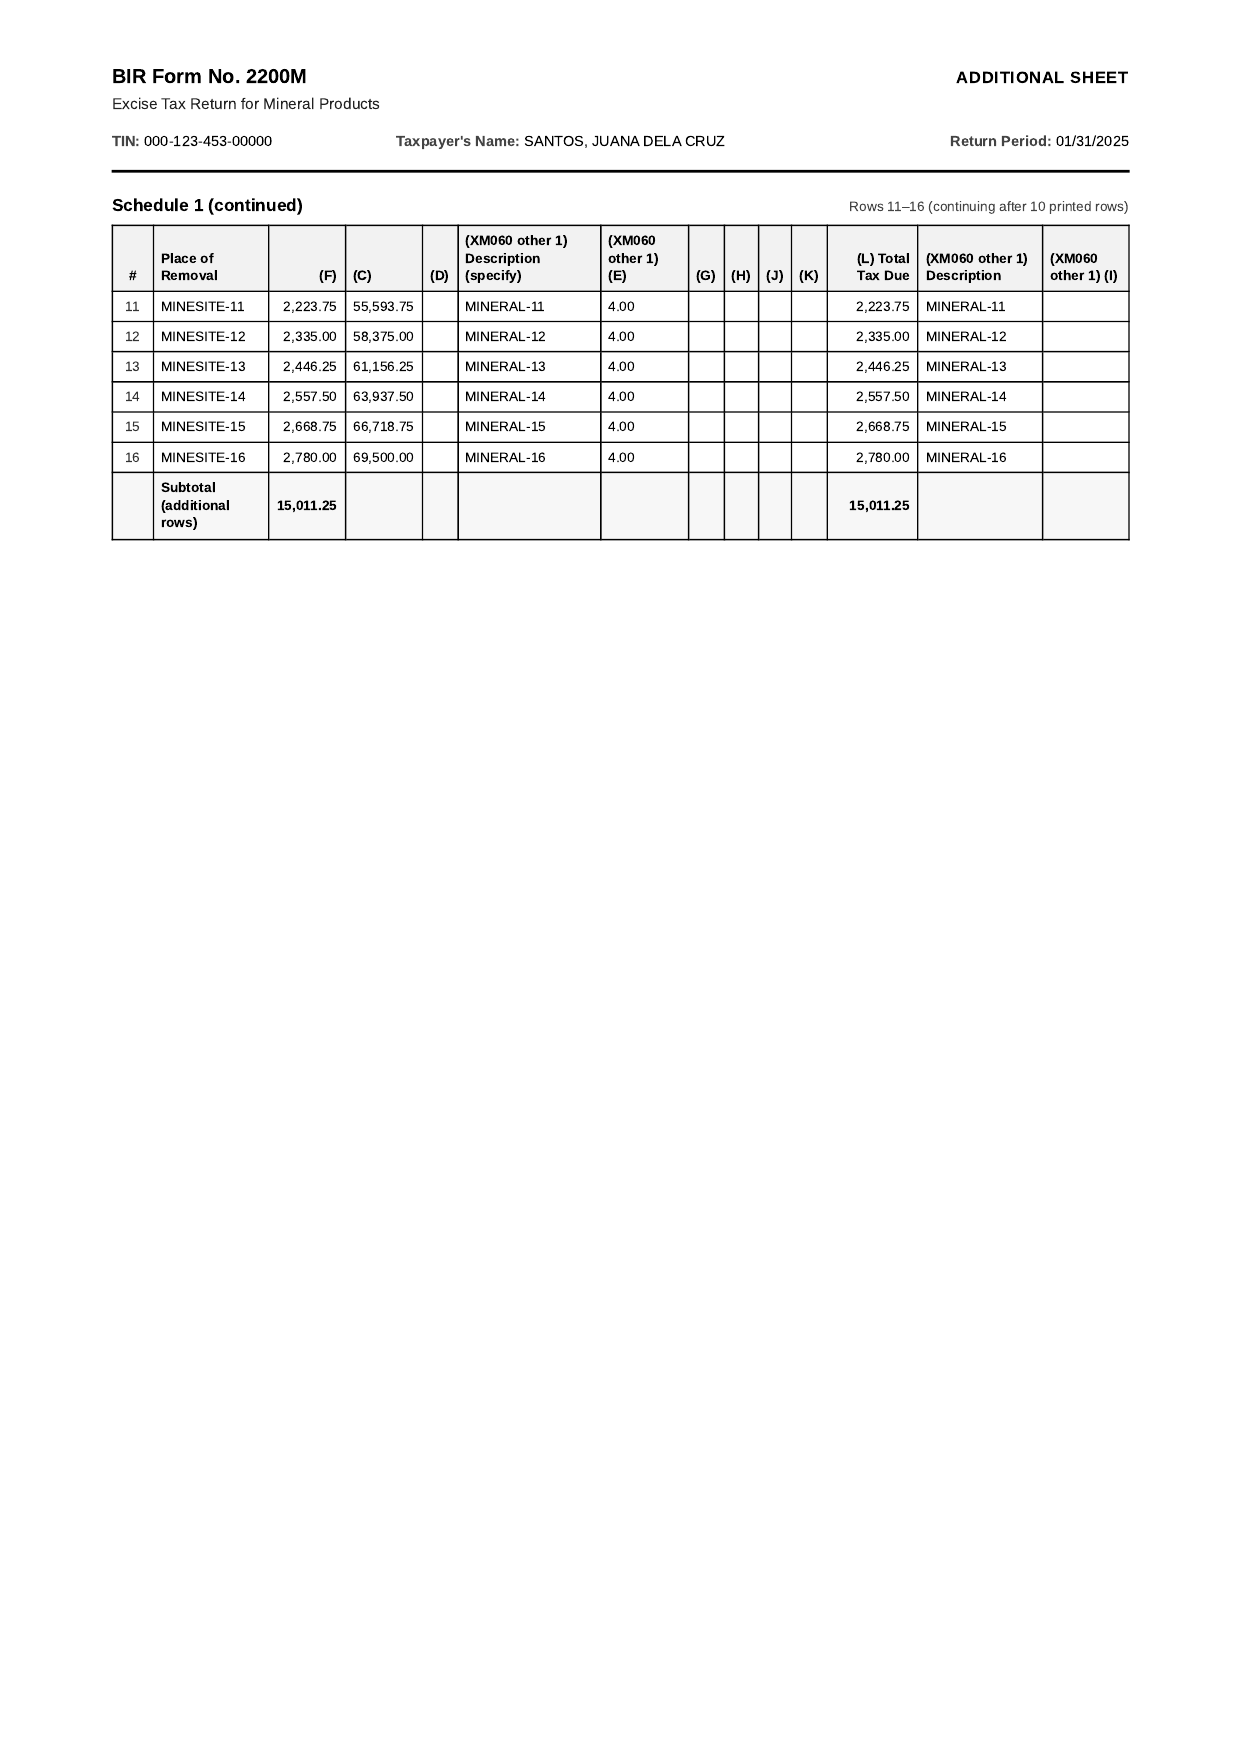 BIR Form No. 2200M
ADDITIONAL SHEET
Excise Tax Return for Mineral Products
TIN: 000-123-453-00000 Taxpayer's Name: SANTOS, JUANA DELA CRUZ Return Period: 01/31/2025
Schedule 1 (continued)
Rows 11–16 (continuing after 10 printed rows)
# Place of Removal (F) (C) (D) (XM060 other 1) Description (specify) (XM060 other 1) (E) (G) (H) (J) (K) (L) Total Tax Due (XM060 other 1) Description (XM060 other 1) (I)
11 MINESITE-11 2,223.75 55,593.75 MINERAL-11 4.00 2,223.75 MINERAL-11
12 MINESITE-12 2,335.00 58,375.00 MINERAL-12 4.00 2,335.00 MINERAL-12
13 MINESITE-13 2,446.25 61,156.25 MINERAL-13 4.00 2,446.25 MINERAL-13
14 MINESITE-14 2,557.50 63,937.50 MINERAL-14 4.00 2,557.50 MINERAL-14
15 MINESITE-15 2,668.75 66,718.75 MINERAL-15 4.00 2,668.75 MINERAL-15
16 MINESITE-16 2,780.00 69,500.00 MINERAL-16 4.00 2,780.00 MINERAL-16
Subtotal (additional rows) 15,011.25 15,011.25